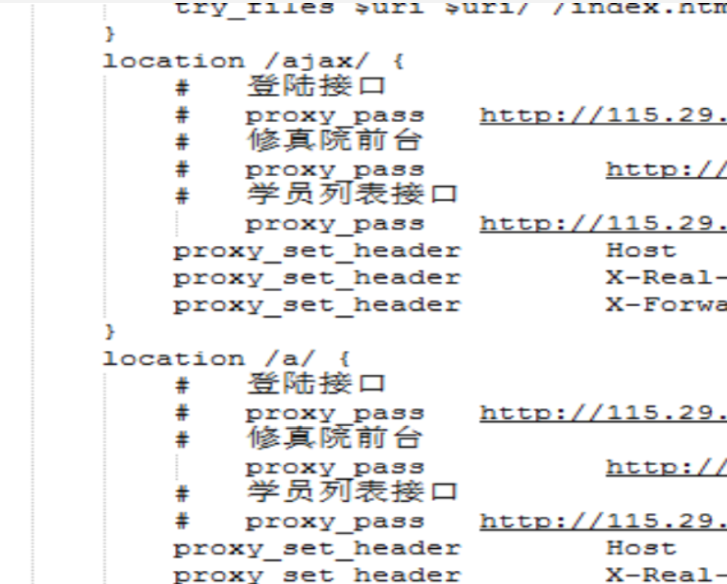 try_files $uri $uri/ /index.htm
}
location /ajax/ {
# 登陆接口
# proxy_pass http://115.29.
# 修真院前台
# proxy_pass http://
# 学员列表接口
proxy_pass http://115.29.
proxy_set_header Host
proxy_set_header X-Real-
proxy_set_header X-Forwa
}
location /a/ {
# 登陆接口
# proxy_pass http://115.29.
# 修真院前台
proxy_pass http://
# 学员列表接口
# proxy_pass http://115.29.
proxy_set_header Host
proxy_set_header X-Real-